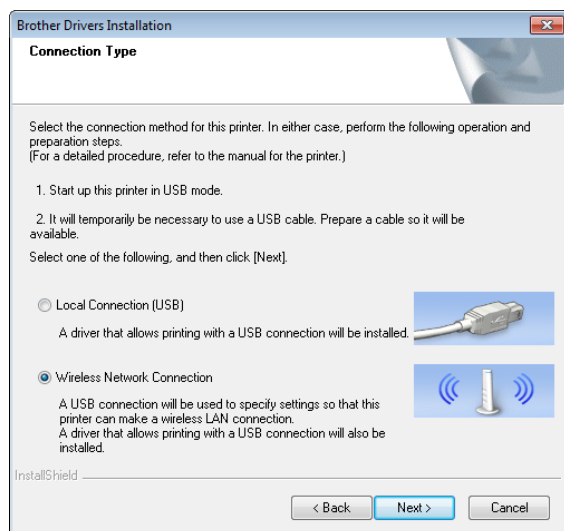 Brother Drivers Installation
Connection Type
Select the connection method for this printer. In either case, perform the following operation and
preparation steps.
(For a detailed procedure, refer to the manual for the printer.)
1. Start up this printer in USB mode.
2. It will temporarily be necessary to use a USB cable. Prepare a cable so it will be
available.
Select one of the following, and then click [Next].
Local Connection (USB)
A driver that allows printing with a USB connection will be installed.
Wireless Network Connection
A USB connection will be used to specify settings so that this
printer can make a wireless LAN connection.
A driver that allows printing with a USB connection will also be
installed.
InstallShield
< Back Next > Cancel